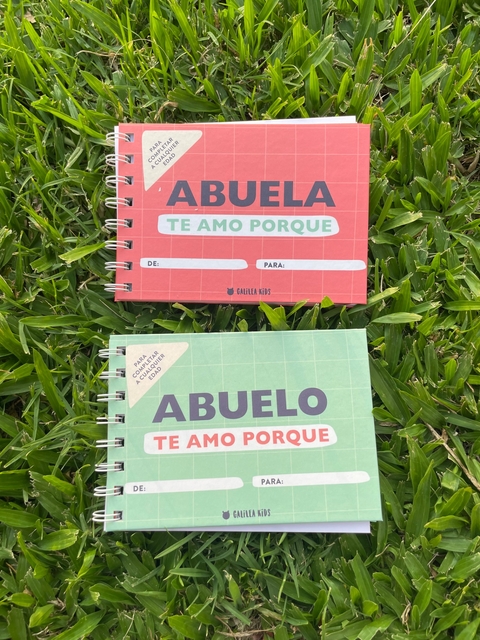 PARA
COMPLETAR
A CUALQUIER
EDAD
ABUELA
TE AMO PORQUE
DE:
PARA:
GALILEA KiDS
PARA
COMPLETAR
A CUALQUIER
EDAD
ABUELO
TE AMO PORQUE
DE:
PARA:
GALILEA KiDS